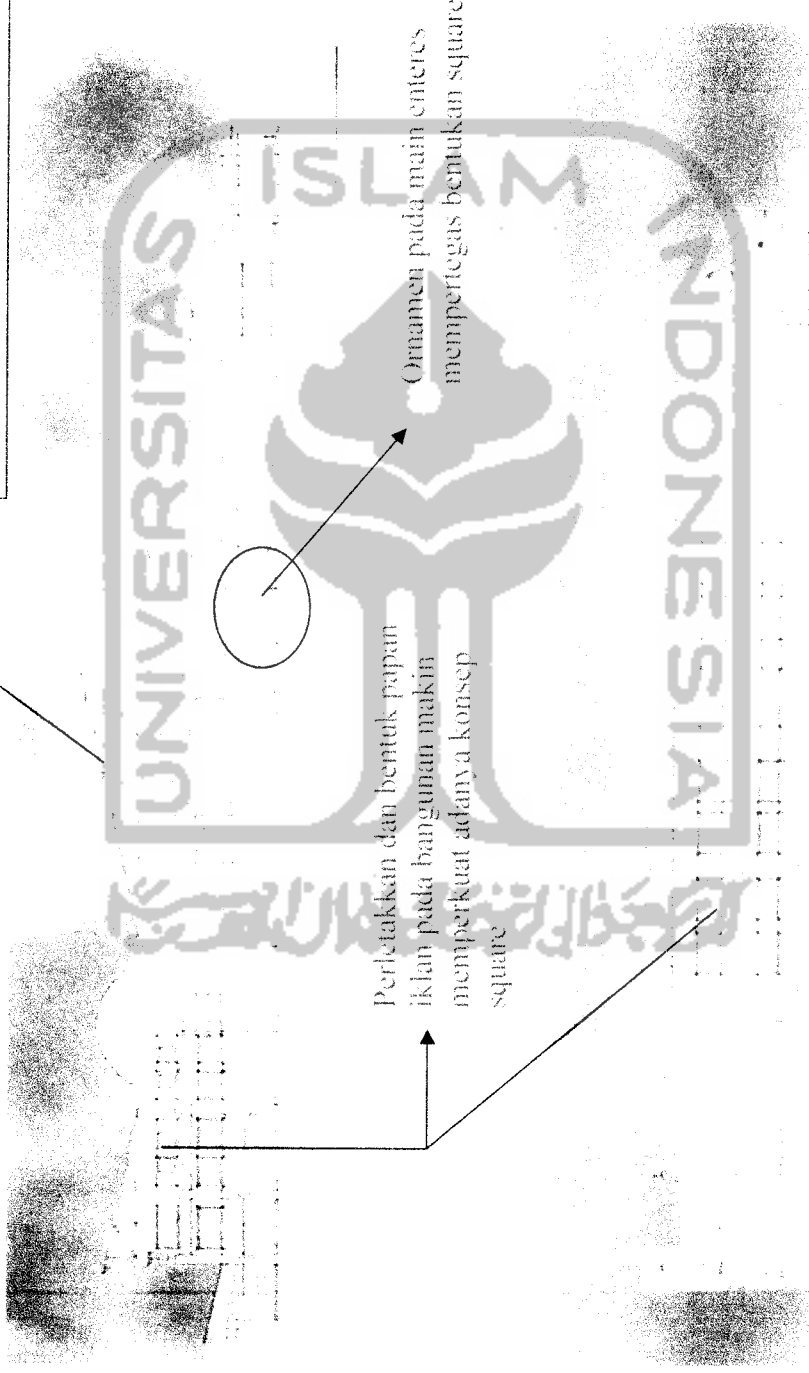 Ornamen pada main enteres
mempertegas bentukan square
Perletakkan dan bentuk papan
iklan pada bangunan makin
memperkuat adanya konsep
square
UNIVERSITAS
ISLAM
INDONESIA